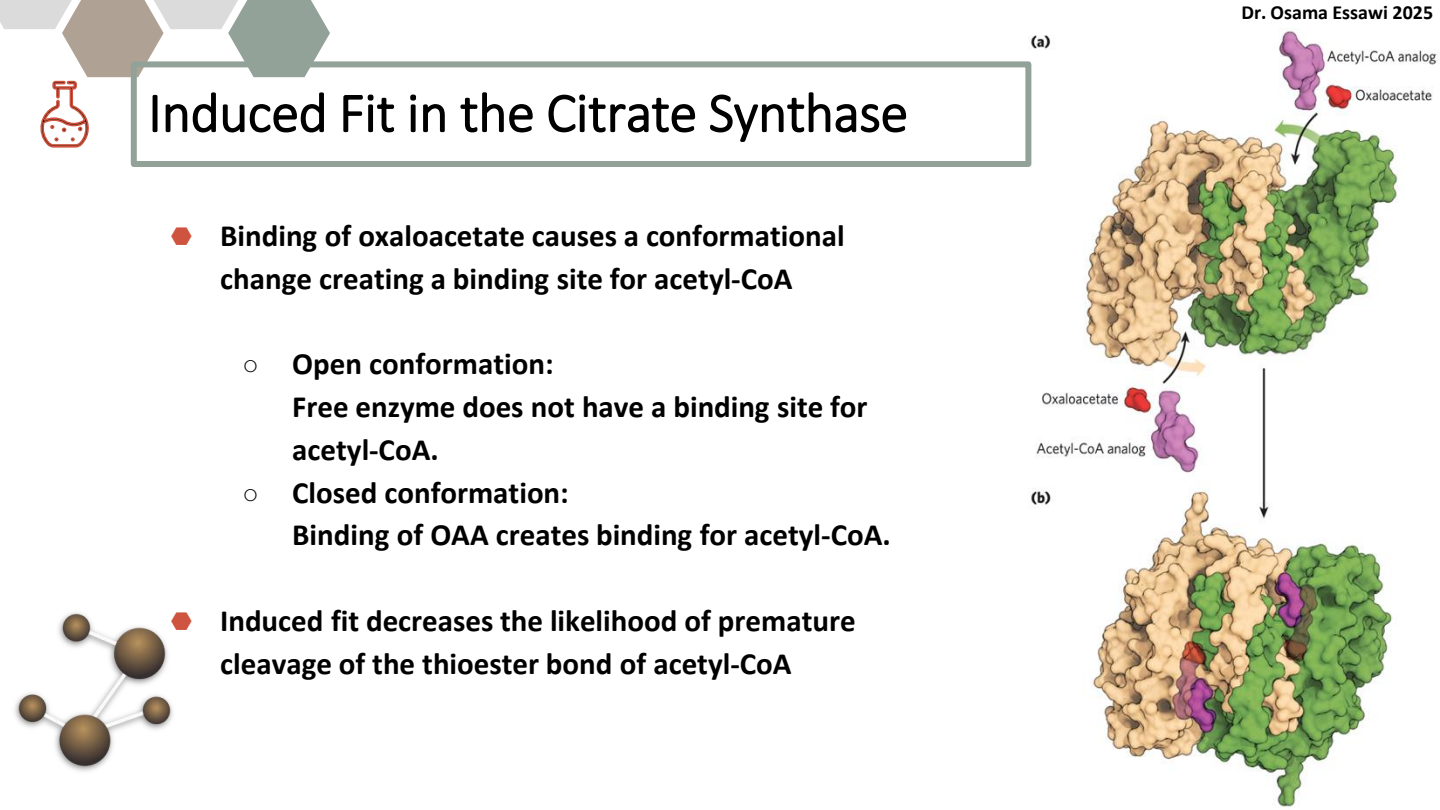 Dr. Osama Essawi 2025
Induced Fit in the Citrate Synthase
Binding of oxaloacetate causes a conformational
change creating a binding site for acetyl-CoA
○ Open conformation:
Free enzyme does not have a binding site for
acetyl-CoA.
○ Closed conformation:
Binding of OAA creates binding for acetyl-CoA.
Induced fit decreases the likelihood of premature
cleavage of the thioester bond of acetyl-CoA
(a)
Acetyl-CoA analog
Oxaloacetate
Oxaloacetate
Acetyl-CoA analog
(b)